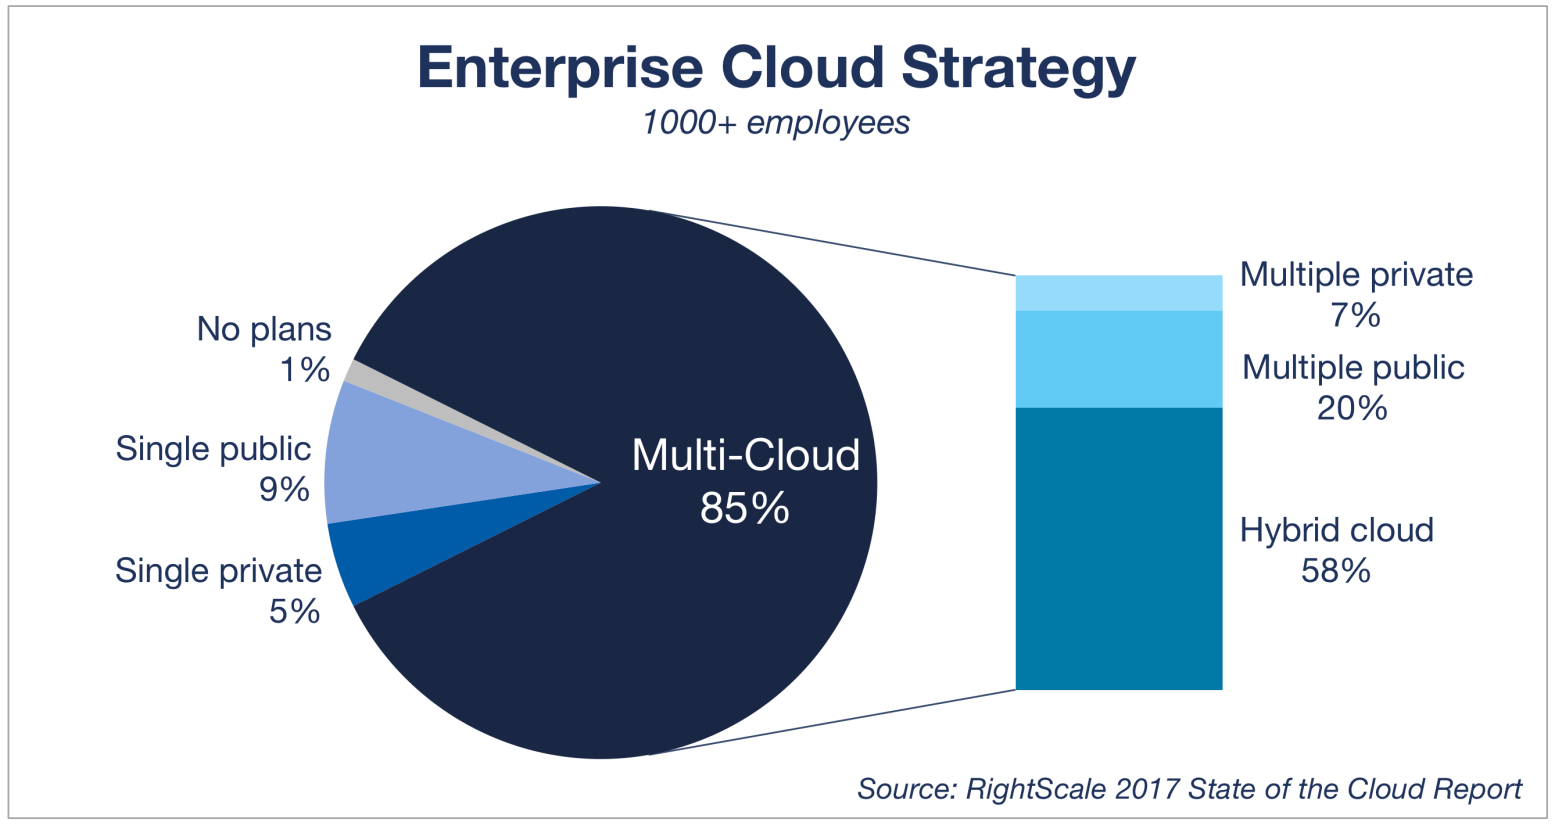 Enterprise Cloud Strategy
1000+ employees
No plans
1%
Single public
9%
Single private
5%
Multi-Cloud
85%
Multiple private
7%
Multiple public
20%
Hybrid cloud
58%
Source: RightScale 2017 State of the Cloud Report